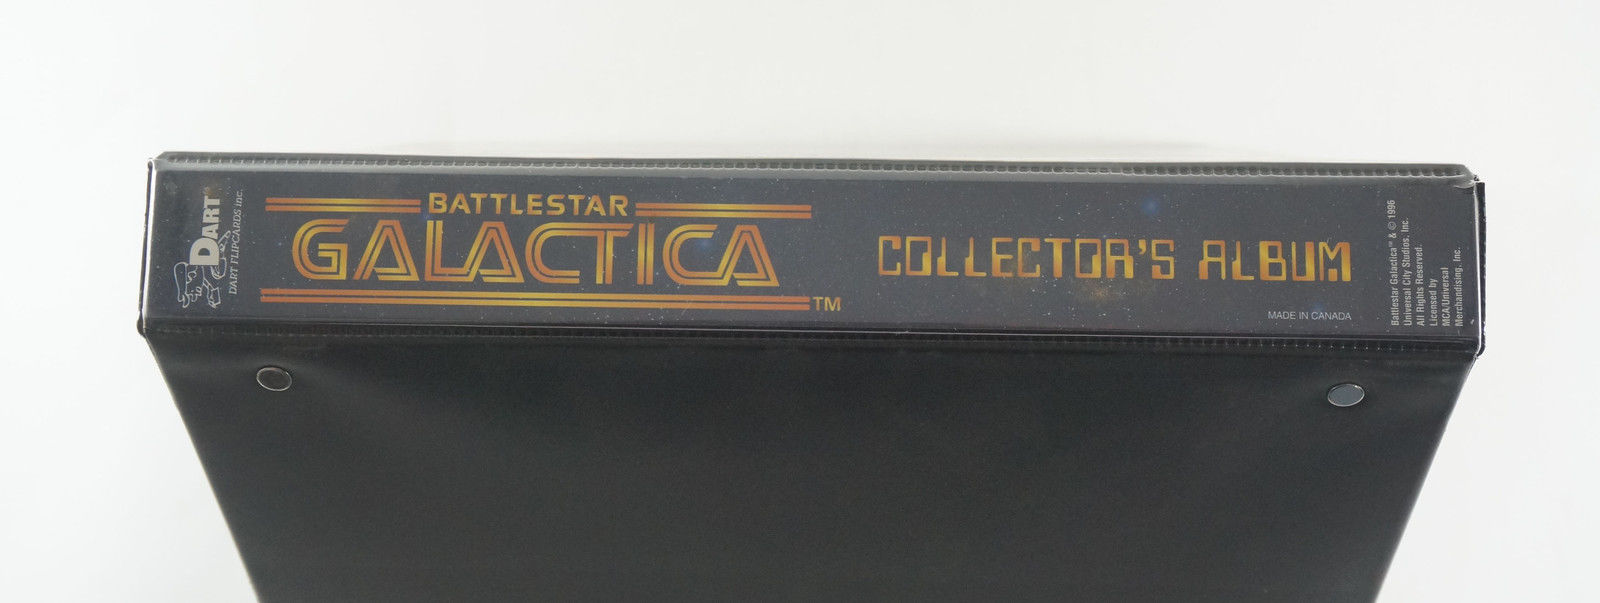 DART®
DART FLIPCARDS inc.
BATTLESTAR
GALACTICA TM
COLLECTOR'S ALBUM
MADE IN CANADA
Battlestar Galactica™ & © 1996
Universal City Studios, Inc.
All Rights Reserved.
Licensed by
MCA/Universal
Merchandising, Inc.